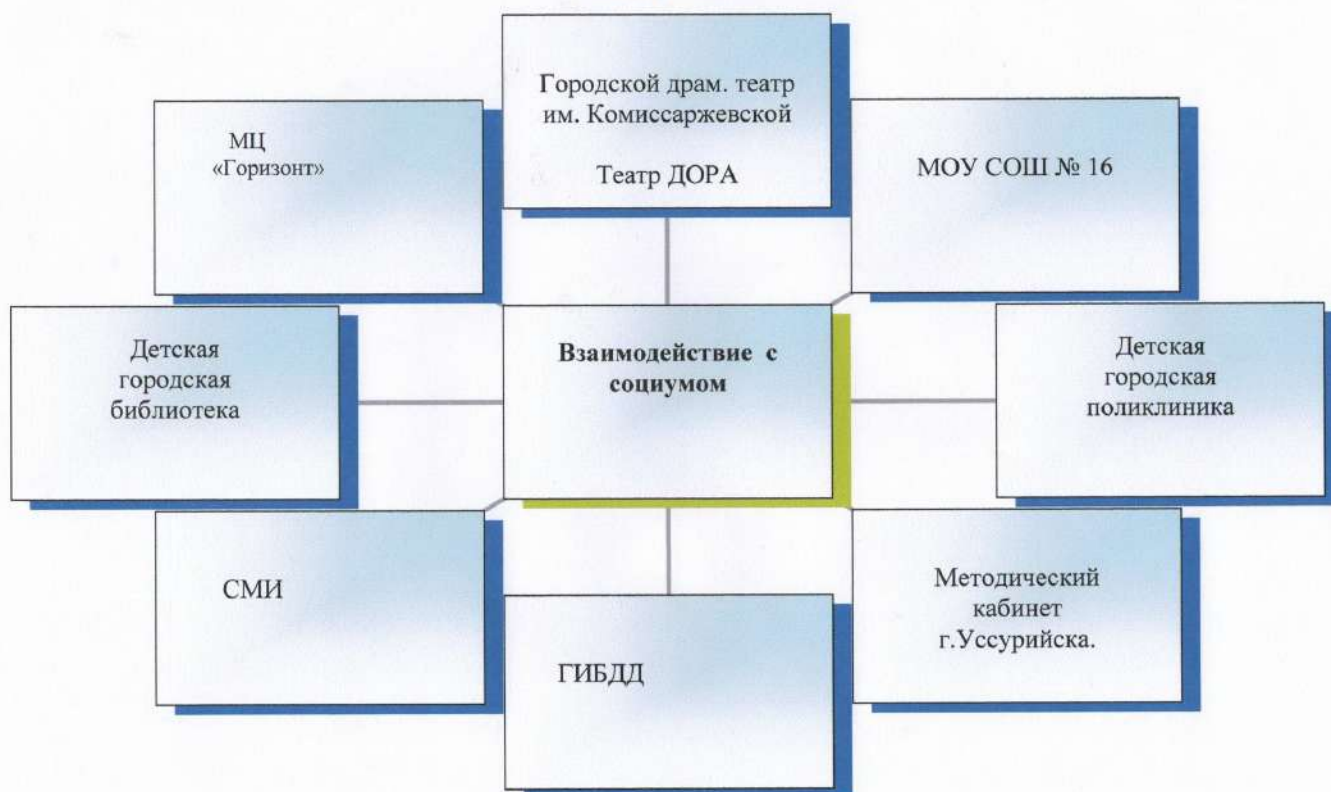 Городской драм. театр
им. Комиссаржевской
Театр ДОРА
МЦ
«Горизонт»
МОУ СОШ № 16
Детская
городская
библиотека
Взаимодействие с
социумом
Детская
городская
поликлиника
СМИ
ГИБДД
Методический
кабинет
г.Уссурийска.